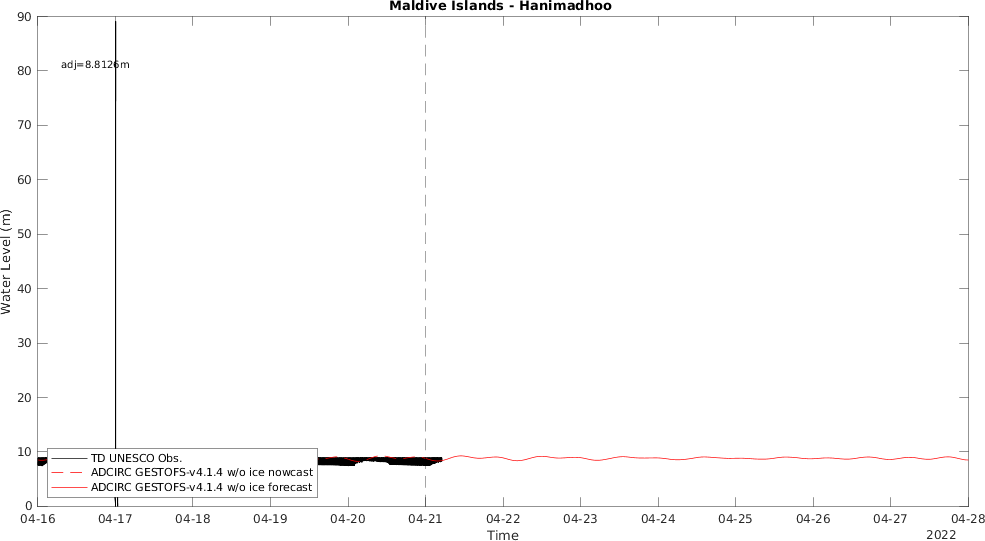 Maldive Islands - Hanimadhoo
90
80
70
60
50
40
30
20
10
0
Water Level (m)
adj=8.8126m
TD UNESCO Obs.
ADCIRC GESTOFS-v4.1.4 w/o ice nowcast
ADCIRC GESTOFS-v4.1.4 w/o ice forecast
04-16 04-17 04-18 04-19 04-20 04-21 04-22 04-23 04-24 04-25 04-26 04-27 04-28
Time
2022